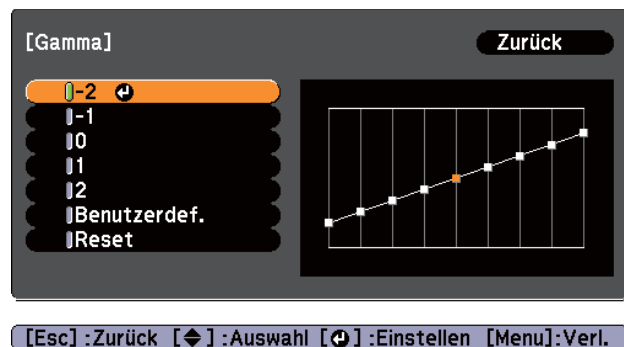 [Gamma] Zurück
-2
-1
0
1
2
Benutzerdef.
Reset
[Esc] :Zurück [◆] :Auswahl [↵] :Einstellen [Menu]:Verl.